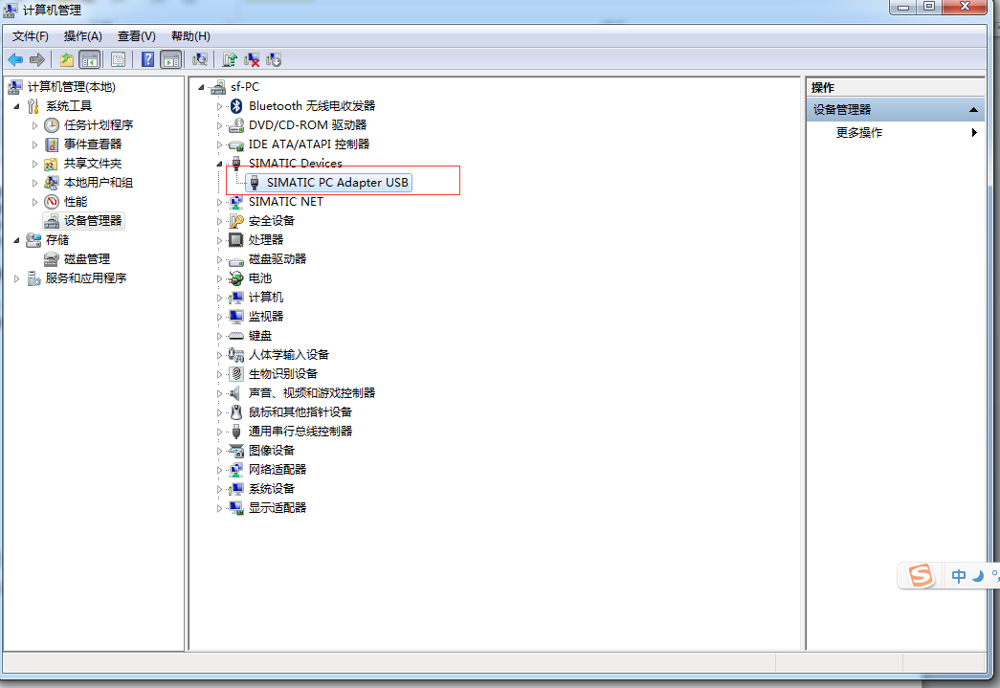 计算机管理
文件(F) 操作(A) 查看(V) 帮助(H)
计算机管理(本地)
系统工具
任务计划程序
事件查看器
共享文件夹
本地用户和组
性能
设备管理器
存储
磁盘管理
服务和应用程序
sf-PC
Bluetooth 无线电收发器
DVD/CD-ROM 驱动器
IDE ATA/ATAPI 控制器
SIMATIC Devices
SIMATIC PC Adapter USB
SIMATIC NET
安全设备
处理器
磁盘驱动器
电池
计算机
监视器
键盘
人体学输入设备
生物识别设备
声音、视频和游戏控制器
鼠标和其他指针设备
通用串行总线控制器
图像设备
网络适配器
系统设备
显示适配器
操作
设备管理器
更多操作
S 中